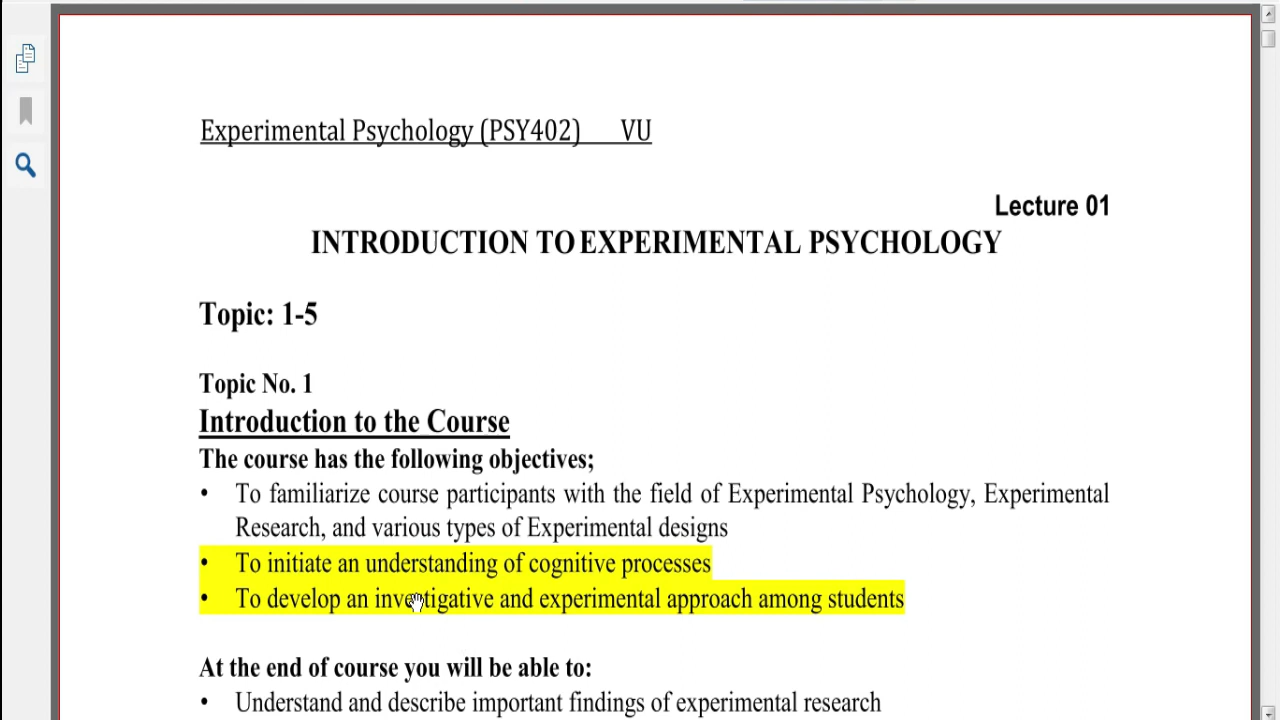 Experimental Psychology (PSY402) VU
Lecture 01
INTRODUCTION TO EXPERIMENTAL PSYCHOLOGY
Topic: 1-5
Topic No. 1
Introduction to the Course
The course has the following objectives;
• To familiarize course participants with the field of Experimental Psychology, Experimental
Research, and various types of Experimental designs
• To initiate an understanding of cognitive processes
• To develop an investigative and experimental approach among students
At the end of course you will be able to:
• Understand and describe important findings of experimental research